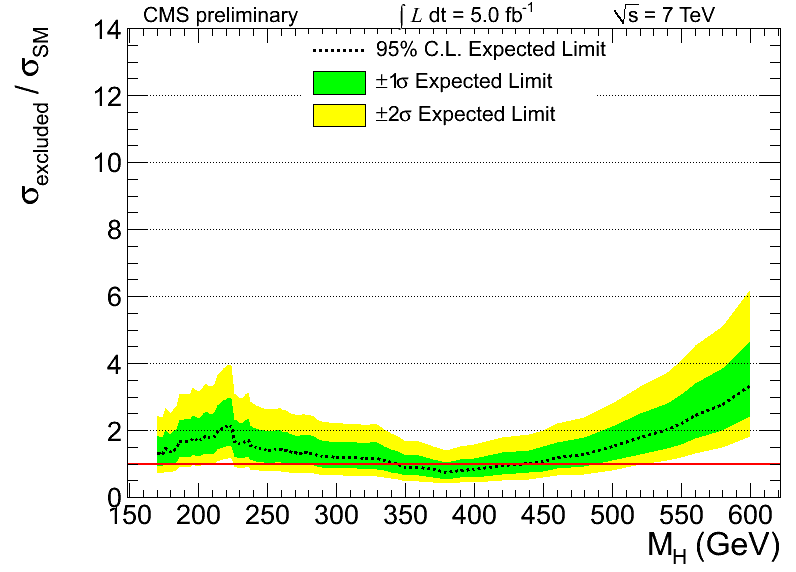 CMS preliminary ∫ L dt = 5.0 fb⁻¹ √s = 7 TeV
95% C.L. Expected Limit
±1σ Expected Limit
±2σ Expected Limit
σexcluded / σSM
14
12
10
8
6
4
2
0
150 200 250 300 350 400 450 500 550 600
MH (GeV)